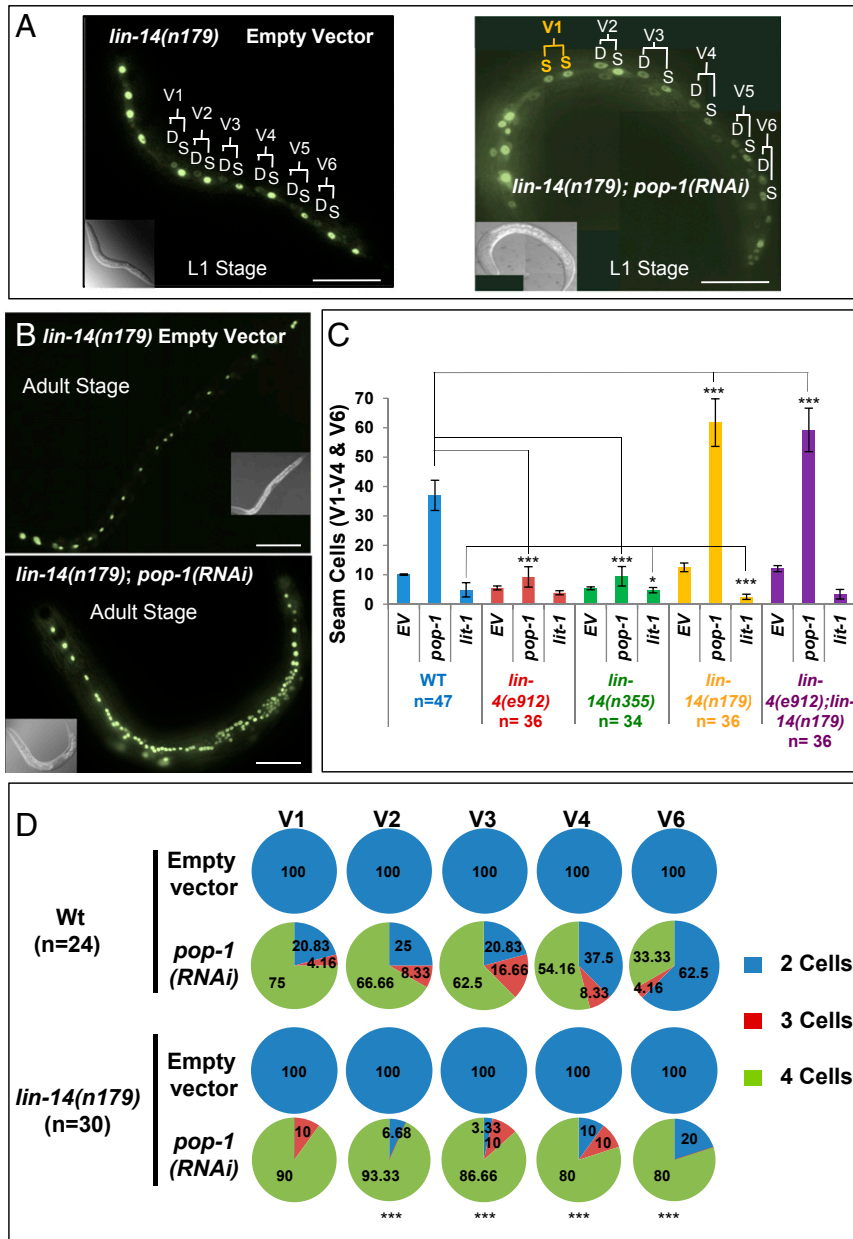 A
lin-14(n179) Empty Vector
V1
V2
V3
V4
V5
V6
D S D S D S D S D S D S
L1 Stage
V1
V2
V3
V4
V5
V6
S S D S D S D S D S D S
lin-14(n179); pop-1(RNAi)
L1 Stage
B
lin-14(n179) Empty Vector
Adult Stage
lin-14(n179); pop-1(RNAi)
Adult Stage
C
Seam Cells (V1-V4 & V6)
70
60
50
40
30
20
10
0
*** *** *** *** * ***
EV pop-1 lit-1 EV pop-1 lit-1 EV pop-1 lit-1 EV pop-1 lit-1 EV pop-1 lit-1
WT
n=47
lin-
4(e912)
n= 36
lin-
14(n355)
n= 34
lin-
14(n179)
n= 36
lin-
4(e912);lin-
14(n179)
n= 36
D
V1 V2 V3 V4 V6
Wt
(n=24)
Empty
vector
100 100 100 100 100
pop-1
(RNAi)
20.83 4.16 75
25 8.33 66.66
20.83 16.66 62.5
37.5 8.33 54.16
33.33 4.16 62.5
2 Cells
3 Cells
4 Cells
lin-14(n179)
(n=30)
Empty
vector
100 100 100 100 100
pop-1
(RNAi)
10 90
6.68 93.33
3.33 10 86.66
10 10 80
20 80
*** *** *** ***